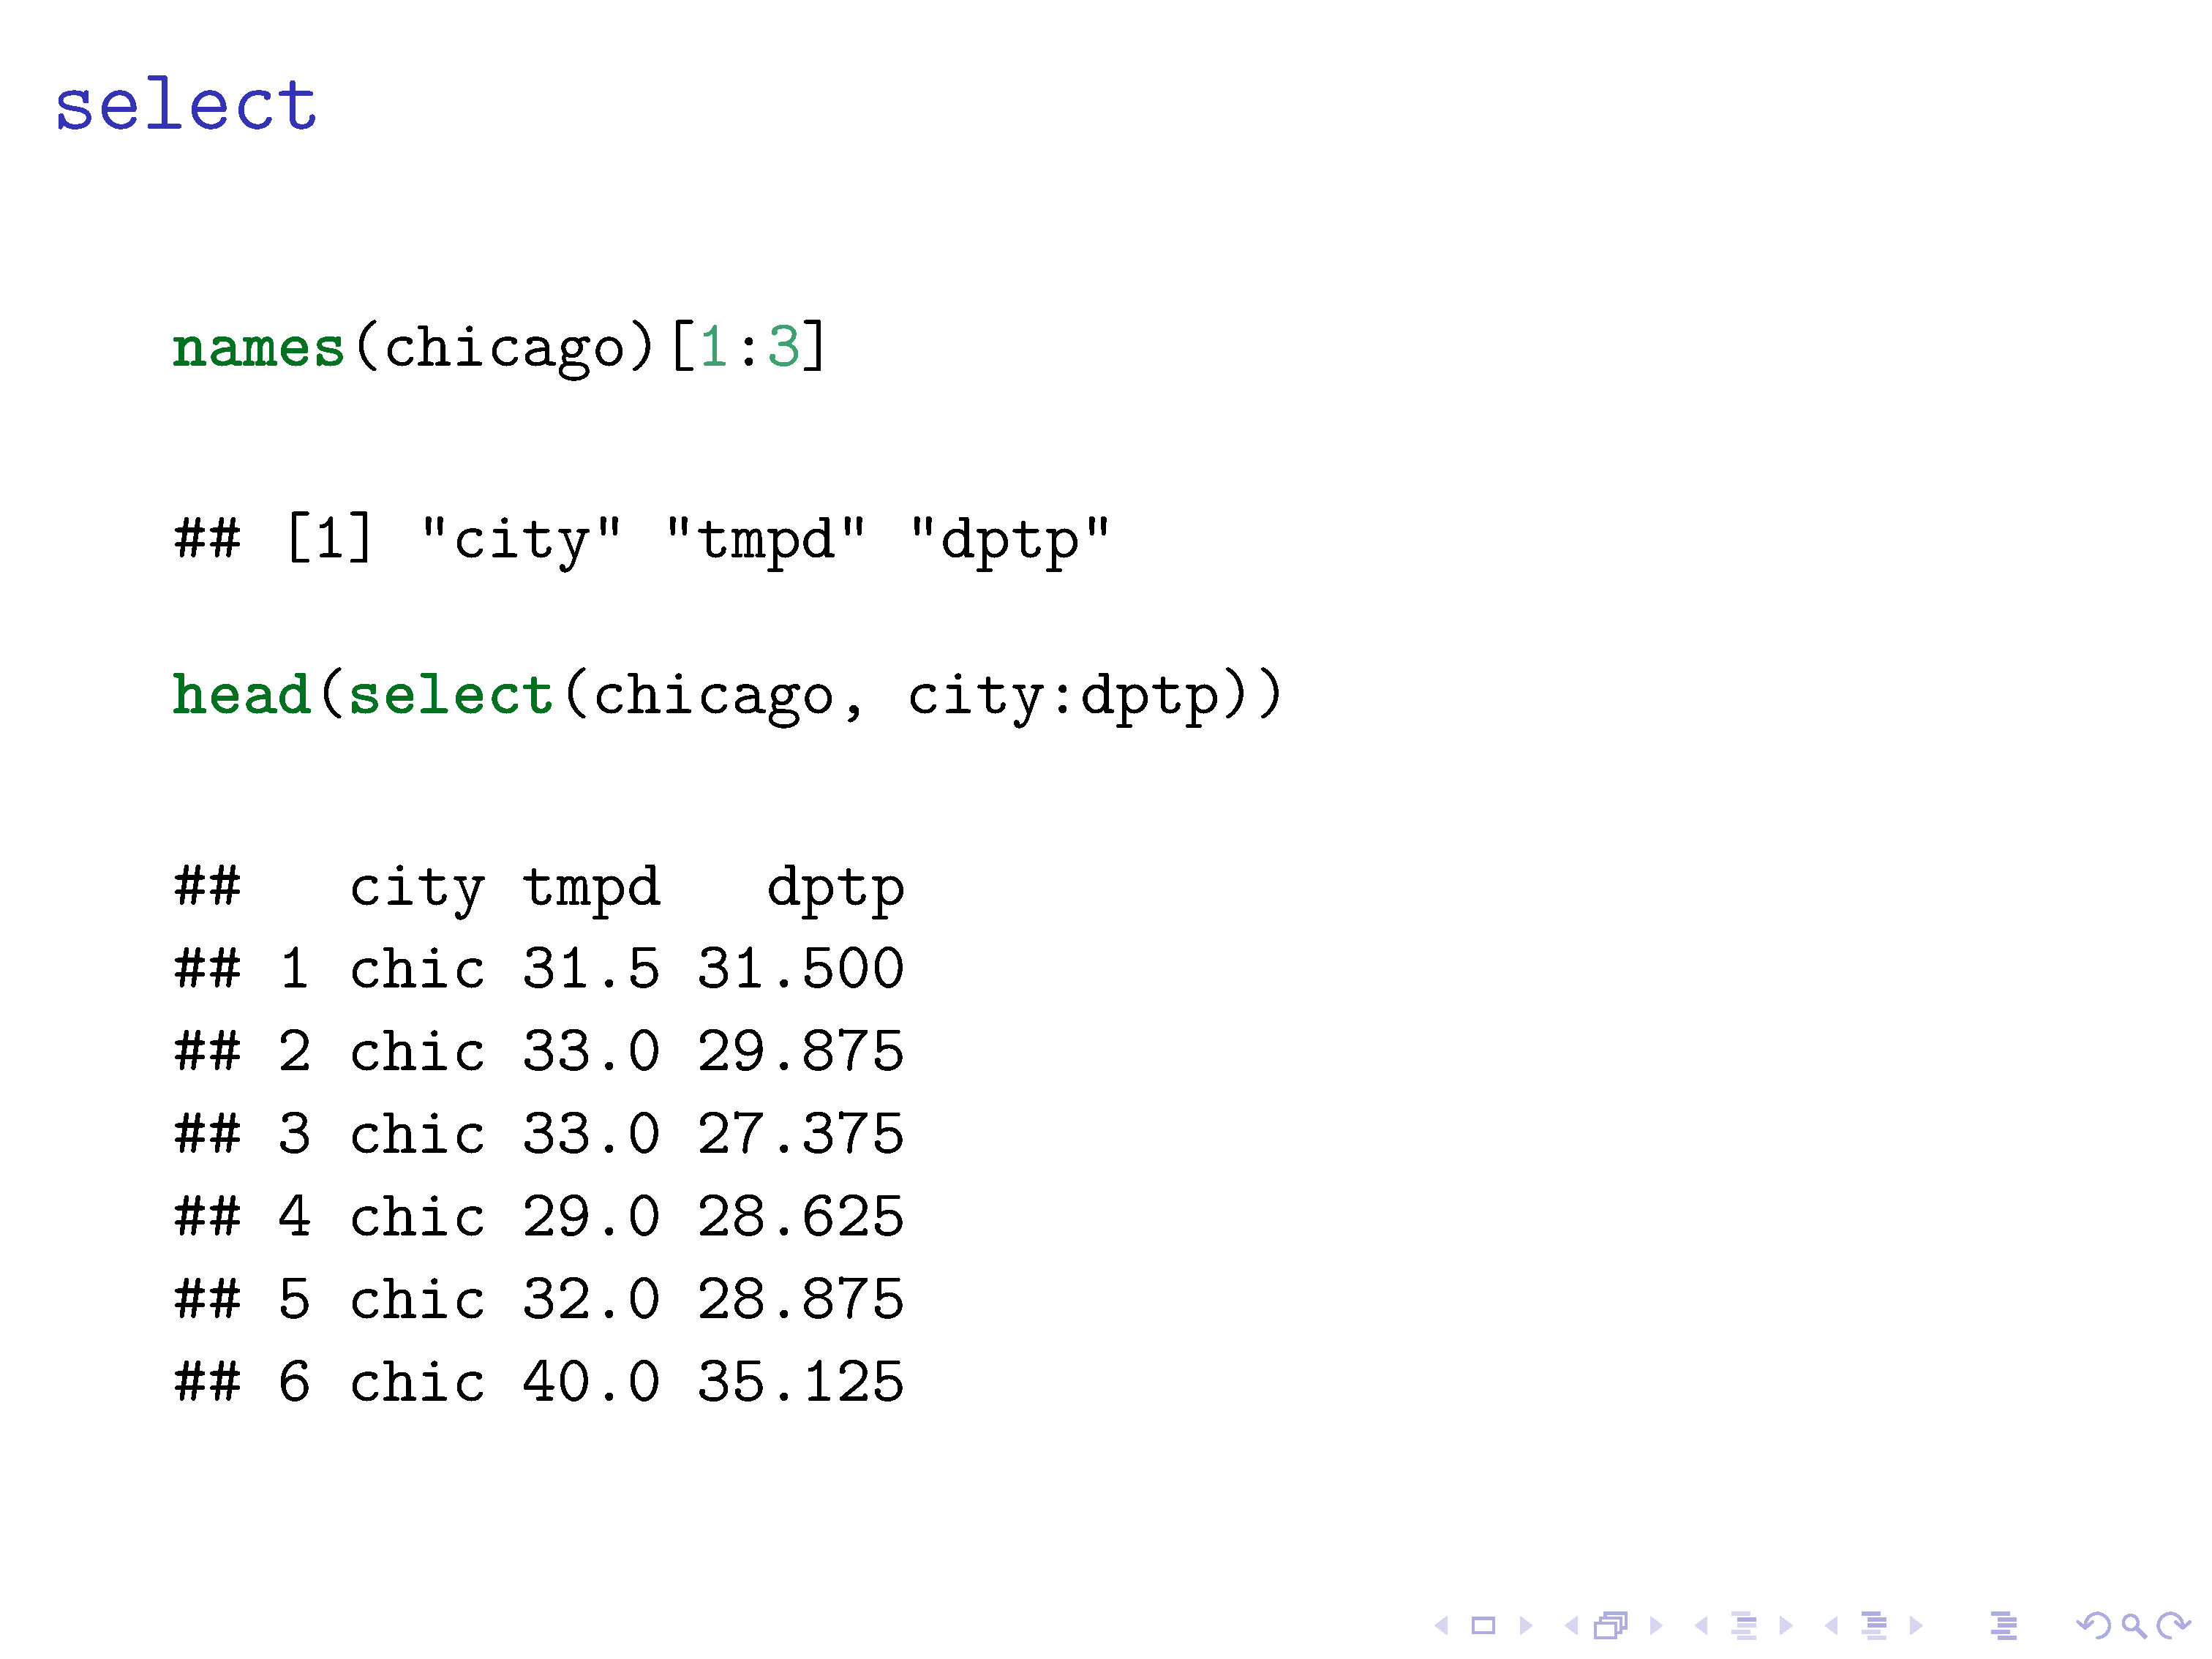 select
names(chicago)[1:3]
## [1] "city" "tmpd" "dptp"
head(select(chicago, city:dptp))
##   city tmpd   dptp
## 1 chic 31.5 31.500
## 2 chic 33.0 29.875
## 3 chic 33.0 27.375
## 4 chic 29.0 28.625
## 5 chic 32.0 28.875
## 6 chic 40.0 35.125